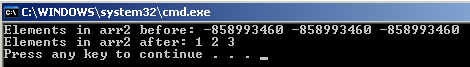 C:\WINDOWS\system32\cmd.exe
Elements in arr2 before: -858993460 -858993460 -858993460
Elements in arr2 after: 1 2 3
Press any key to continue . . . _